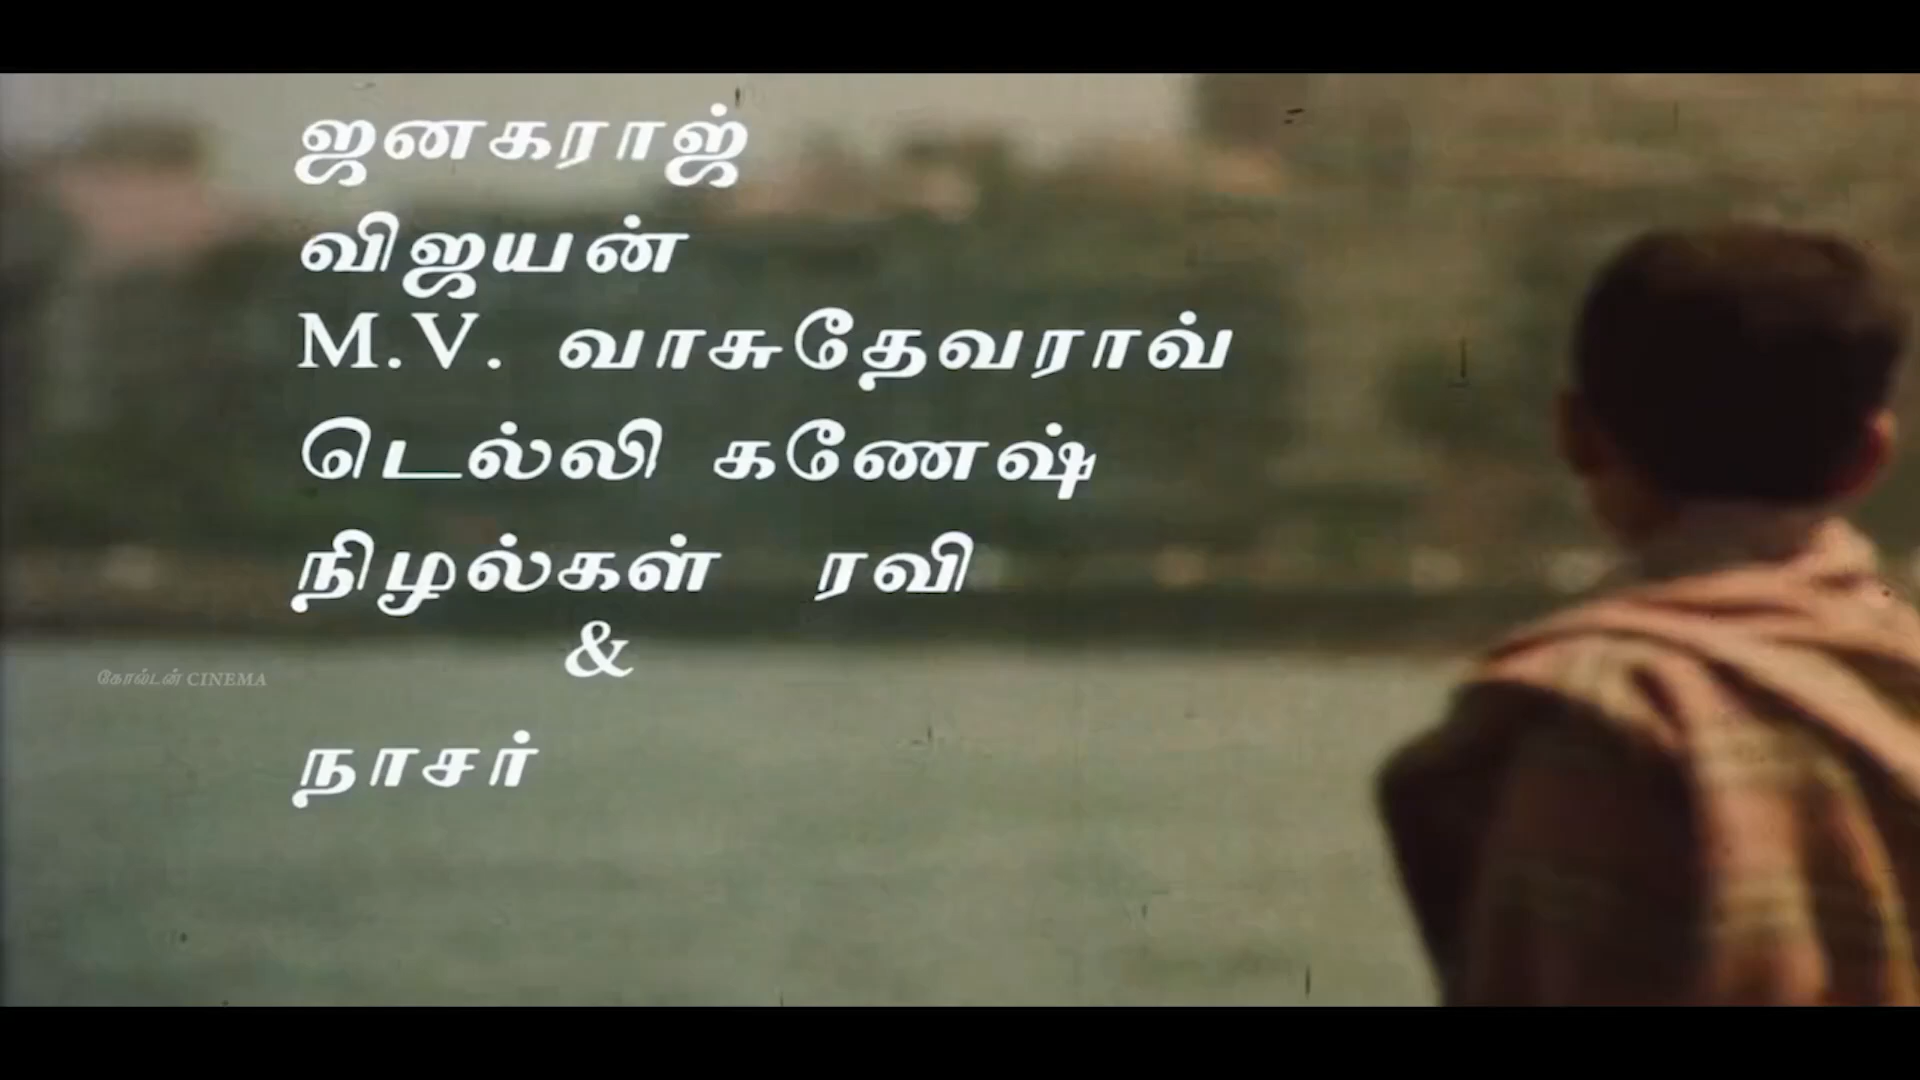 ஜனகராஜ்
விஜயன்
M.V. வாசுதேவராவ்
டெல்லி கணேஷ்
நிழல்கள் ரவி
&
நாசர்
கோல்டன் CINEMA